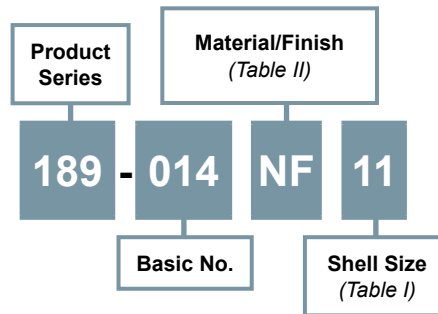 Product
Series
Material/Finish
(Table II)
189 - 014 NF 11
Basic No.
Shell Size
(Table I)